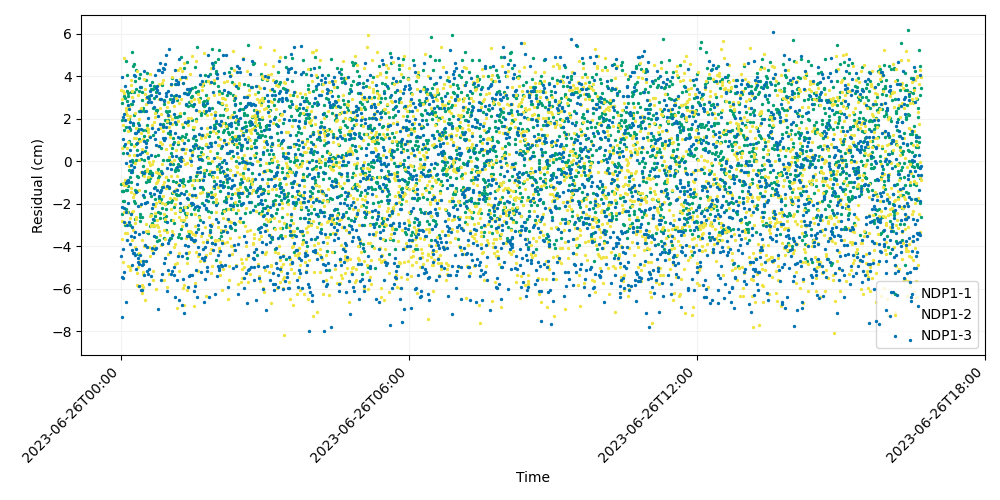 6
4
2
0
−2
−4
−6
−8
Residual (cm)
2023-06-26T00:00
2023-06-26T06:00
2023-06-26T12:00
2023-06-26T18:00
Time
NDP1-1
NDP1-2
NDP1-3